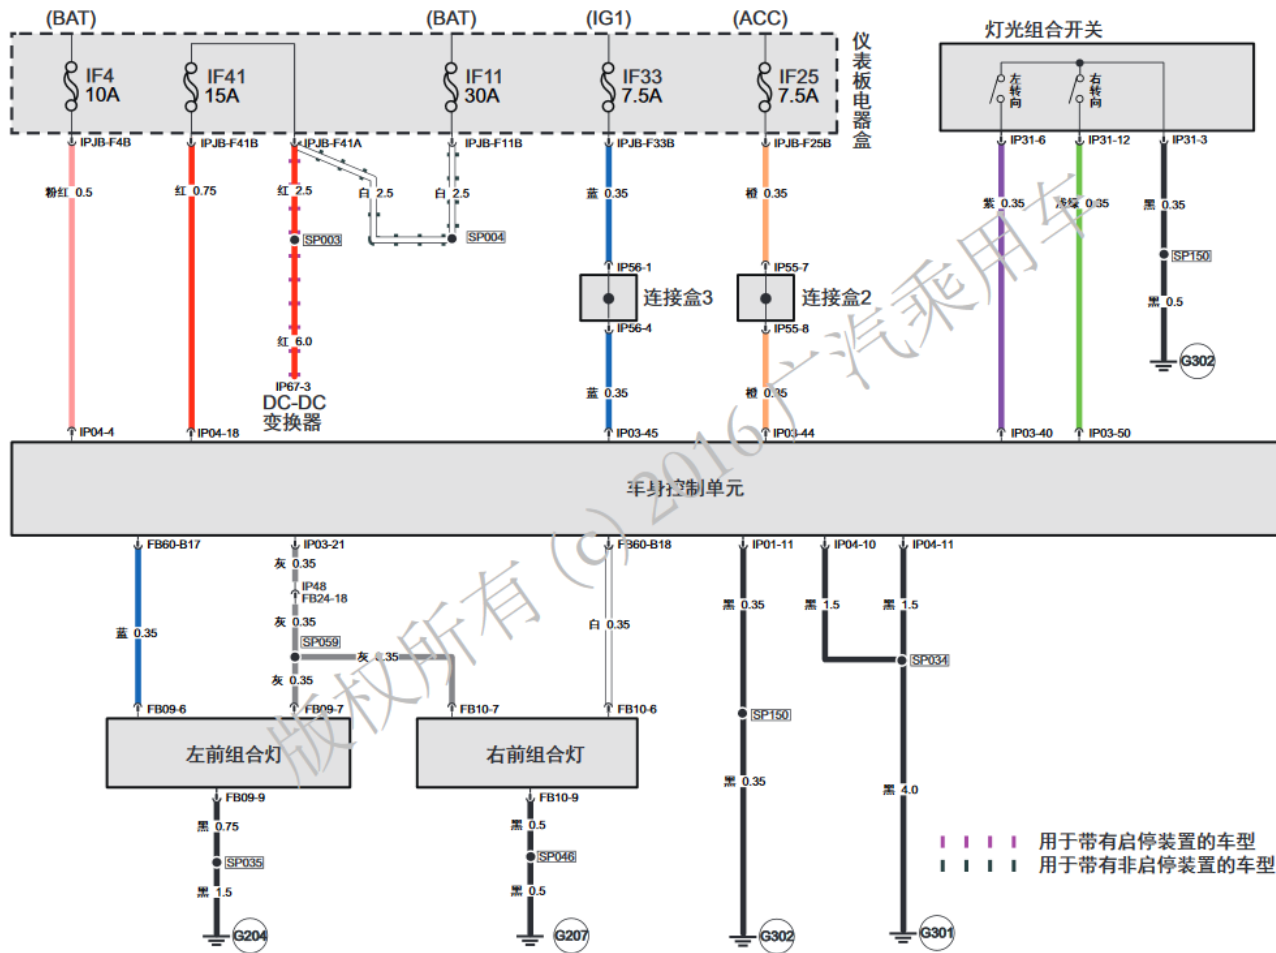 (BAT)
(BAT)
(IG1)
(ACC)
灯光组合开关
IF4
10A
IF41
15A
IF11
30A
IF33
7.5A
IF25
7.5A
仪表板电器盒
左转向
右转向
IPJB-F4B
IPJB-F41B
IPJB-F41A
IPJB-F11B
IPJB-F33B
IPJB-F25B
IP31-6
IP31-12
IP31-3
粉红 0.5
红 0.75
红 2.5
白 2.5
白 2.5
蓝 0.35
橙 0.35
紫 0.35
浅绿 0.35
黑 0.35
SP003
SP004
SP150
IP56-1
IP55-7
连接盒3
连接盒2
黑 0.5
IP56-4
IP55-8
红 6.0
G302
IP67-3
DC-DC
变换器
蓝 0.35
橙 0.35
IP04-4
IP04-18
IP03-45
IP03-44
IP03-40
IP03-50
车身控制单元
FB60-B17
IP03-21
FB60-B18
IP01-11
IP04-10
IP04-11
灰 0.35
IP48
FB24-18
灰 0.35
蓝 0.35
白 0.35
黑 0.35
黑 1.5
黑 1.5
SP059
灰 0.35
灰 0.35
SP034
FB09-6
FB09-7
FB10-7
FB10-6
SP150
左前组合灯
右前组合灯
FB09-9
FB10-9
黑 0.35
黑 4.0
黑 0.75
黑 0.5
SP035
SP046
黑 1.5
黑 0.5
G204
G207
G302
G301
用于带有启停装置的车型
用于带有非启停装置的车型
版权所有 (c) 2016 广汽乘用车